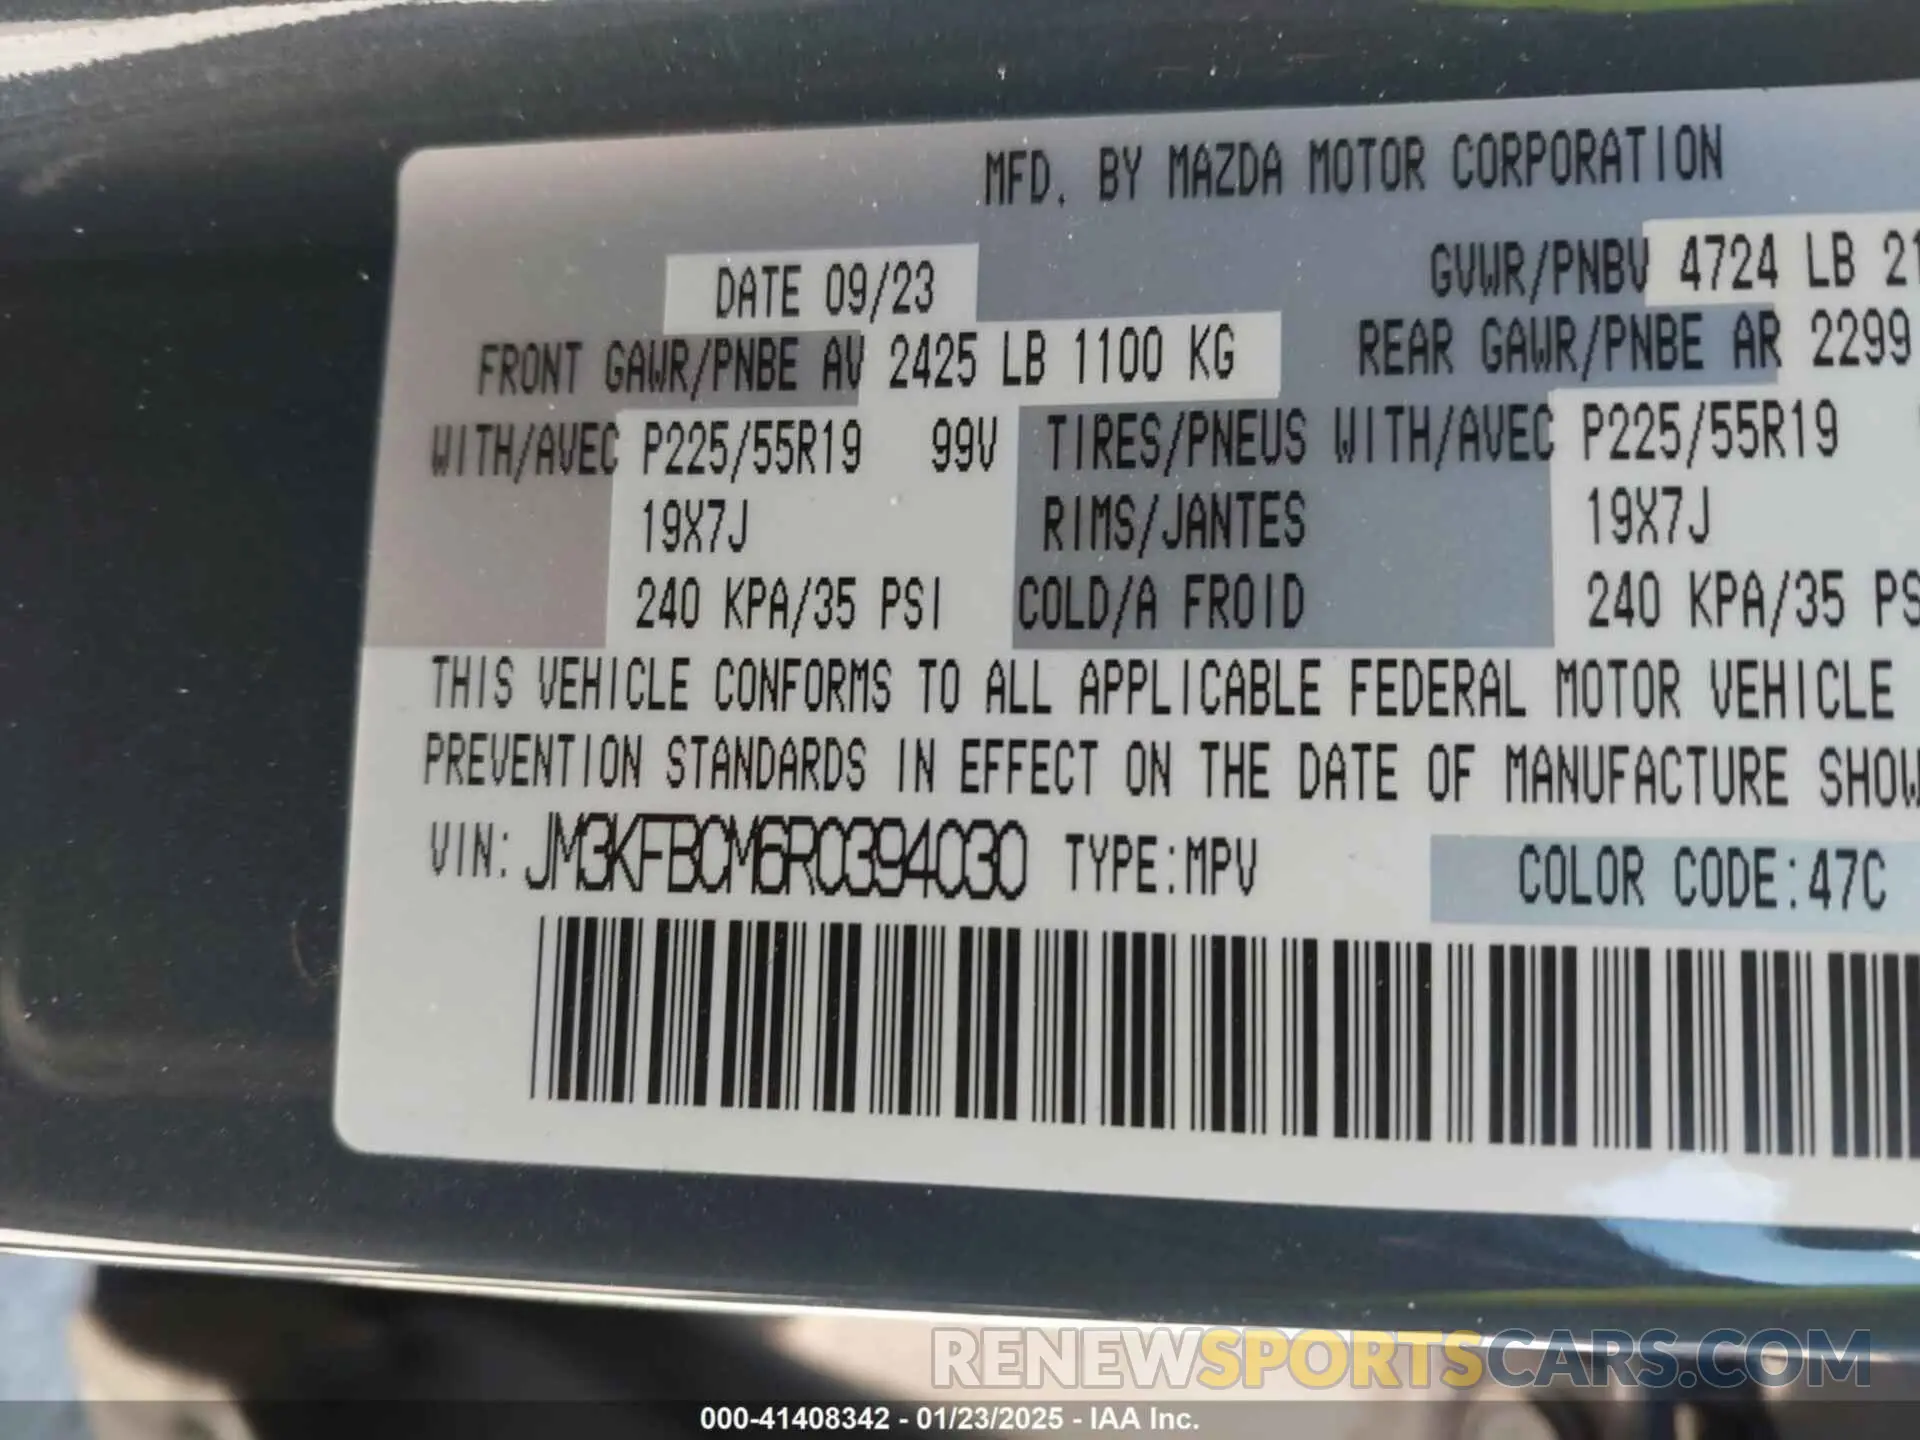 MFD. BY MAZDA MOTOR CORPORATION
DATE 09/23 GVWR/PNBV 4724 LB 21
FRONT GAWR/PNBE AV 2425 LB 1100 KG REAR GAWR/PNBE AR 2299
WITH/AVEC P225/55R19 99V TIRES/PNEUS WITH/AVEC P225/55R19
19X7J RIMS/JANTES 19X7J
240 KPA/35 PSI COLD/A FROID 240 KPA/35 PS
THIS VEHICLE CONFORMS TO ALL APPLICABLE FEDERAL MOTOR VEHICLE
PREVENTION STANDARDS IN EFFECT ON THE DATE OF MANUFACTURE SHOW
VIN: JM3KFBCM6R0394030 TYPE:MPV COLOR CODE:47C
RENEWSPORTSCARS.COM
000-41408342 - 01/23/2025 - IAA Inc.